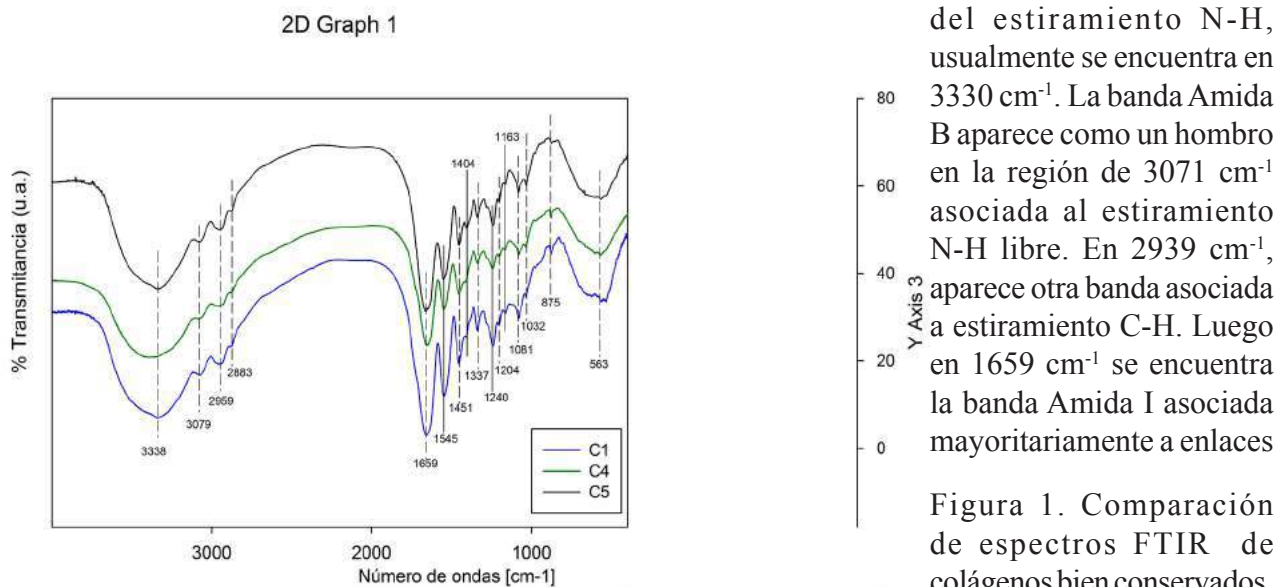 2D Graph 1
% Transmitancia (u.a.)
3338
3079
2959
2883
1659
1545
1451
1404
1337
1240
1204
1163
1081
1032
875
563
C1
C4
C5
3000
2000
1000
Número de ondas [cm-1]
80
60
40
20
0
Y Axis 3
del estiramiento N-H,
usualmente se encuentra en
3330 cm-1. La banda Amida
B aparece como un hombro
en la región de 3071 cm-1
asociada al estiramiento
N-H libre. En 2939 cm-1,
aparece otra banda asociada
a estiramiento C-H. Luego
en 1659 cm-1 se encuentra
la banda Amida I asociada
mayoritariamente a enlaces
Figura 1. Comparación
de espectros FTIR de
colágenos bien conservados